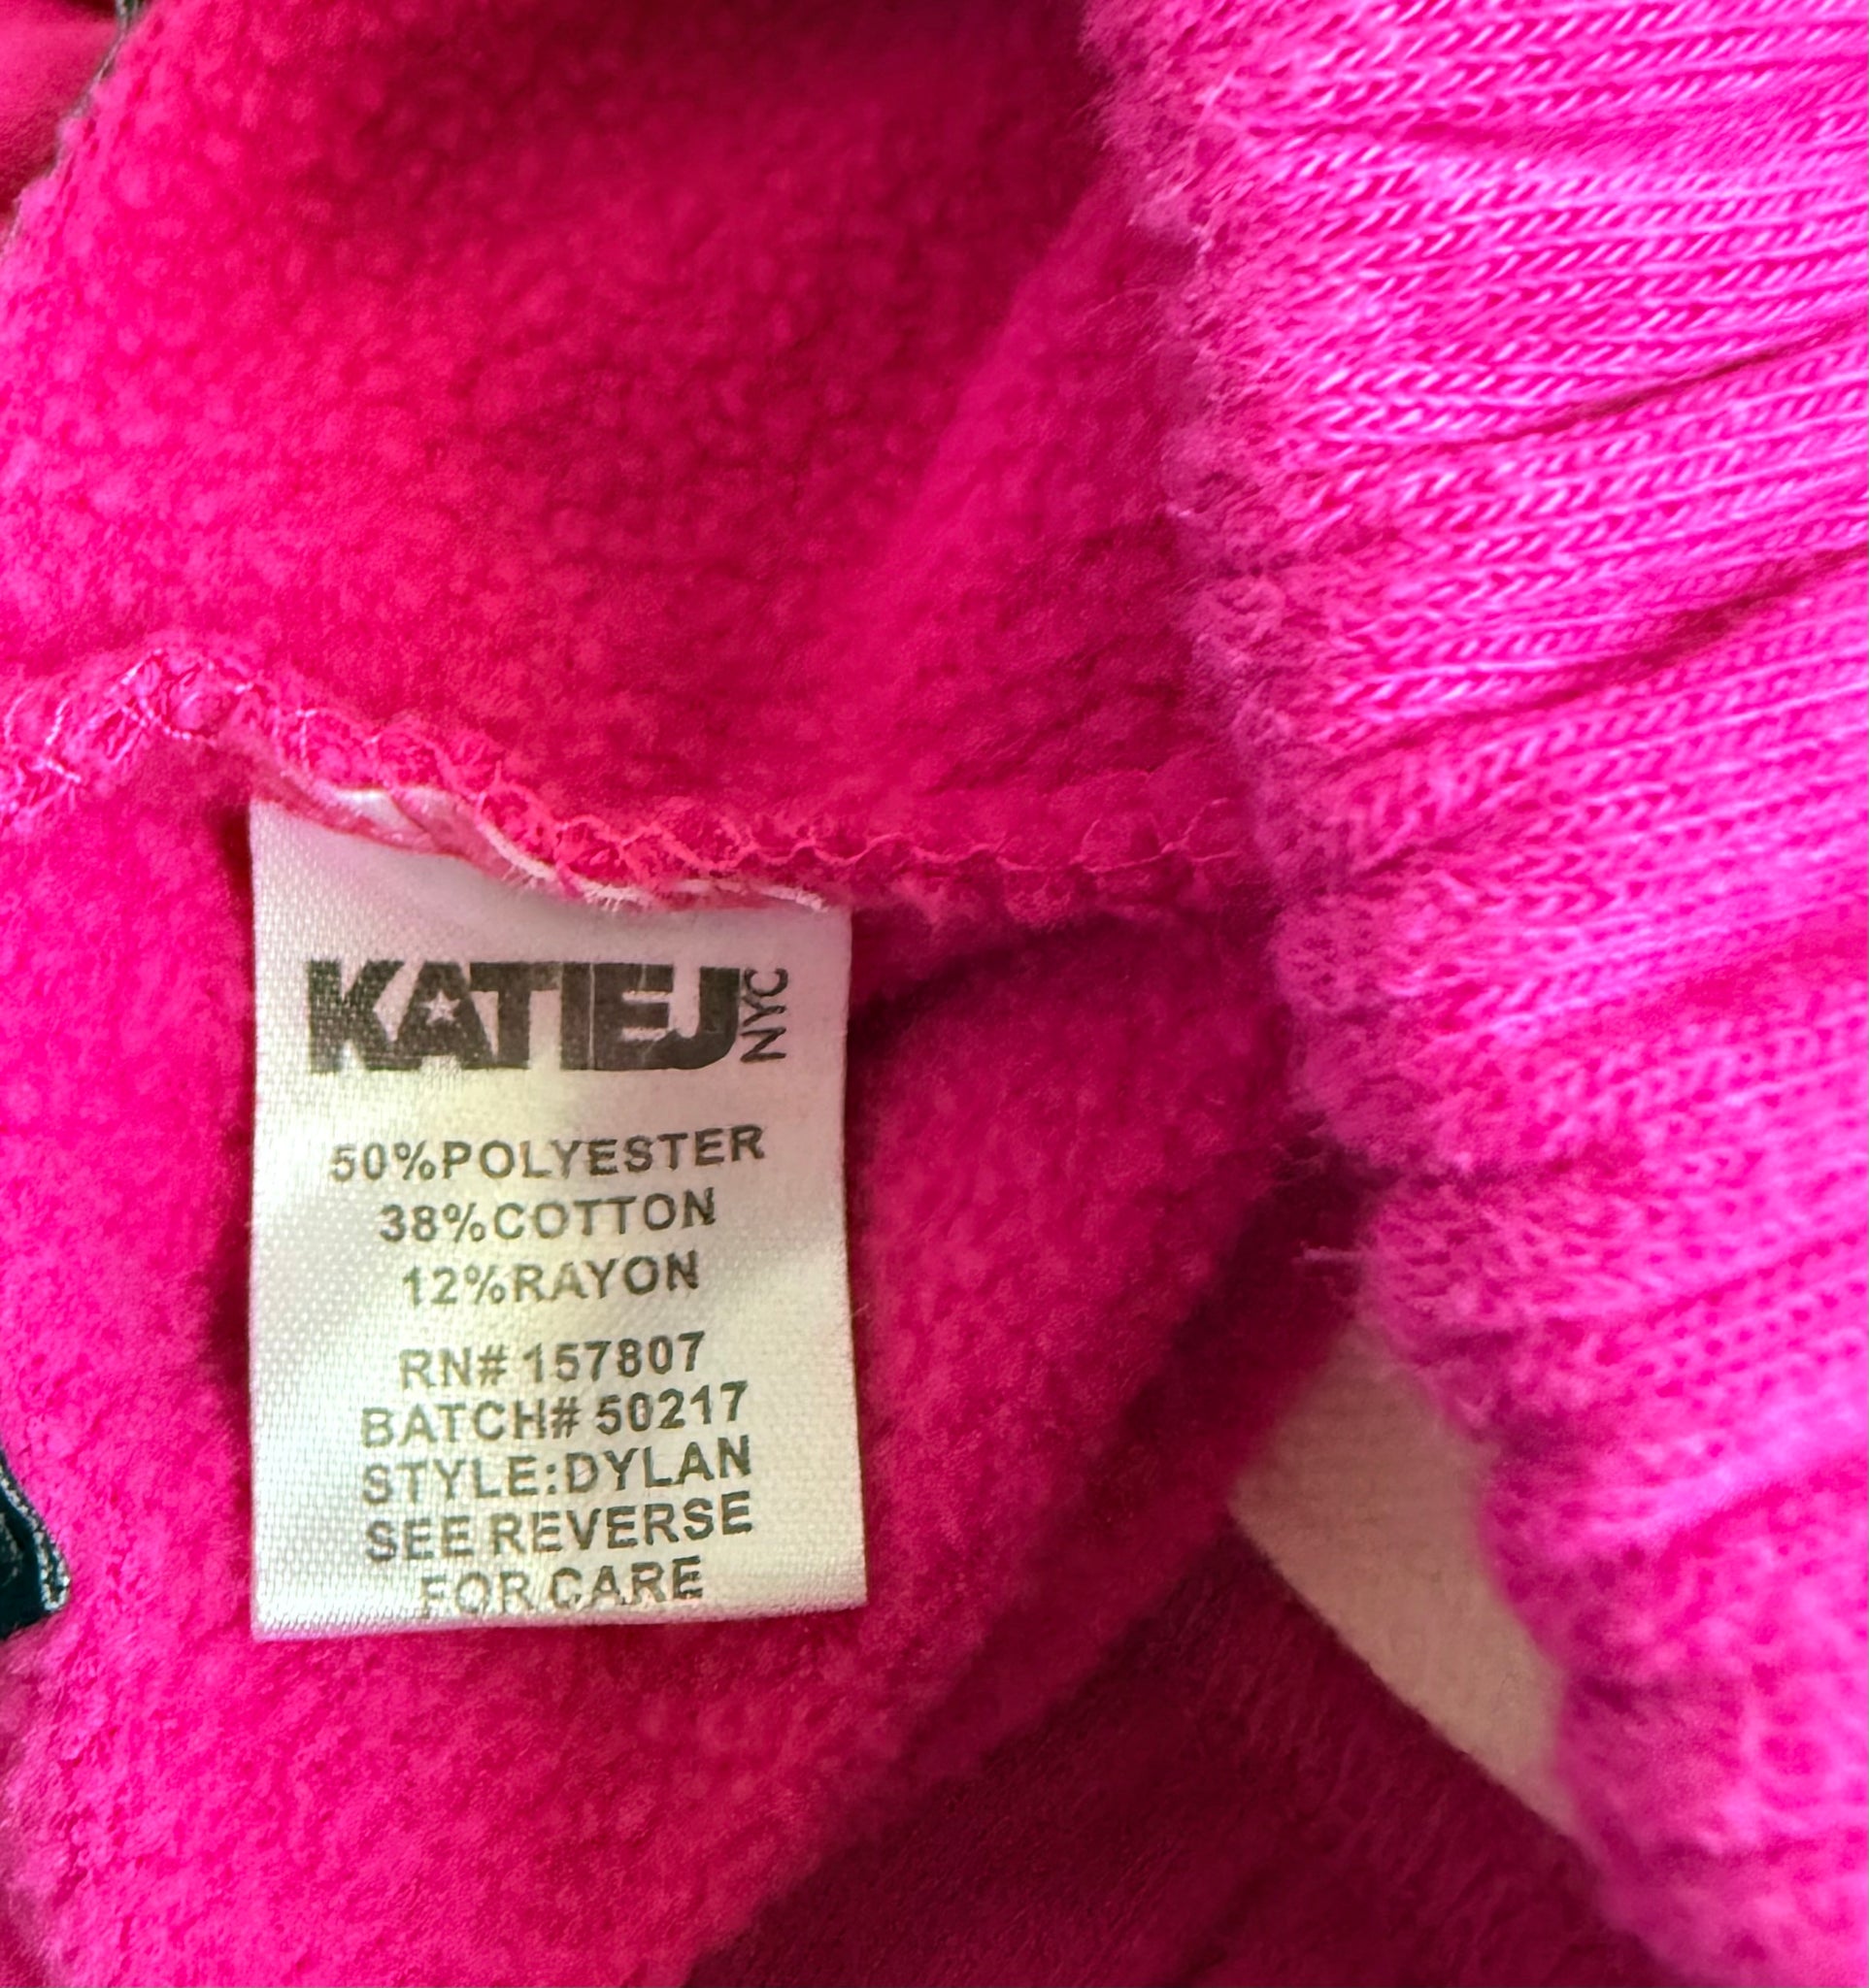 KATIEJ NYC
50%POLYESTER
38%COTTON
12%RAYON
RN# 157807
BATCH# 50217
STYLE:DYLAN
SEE REVERSE
FOR CARE